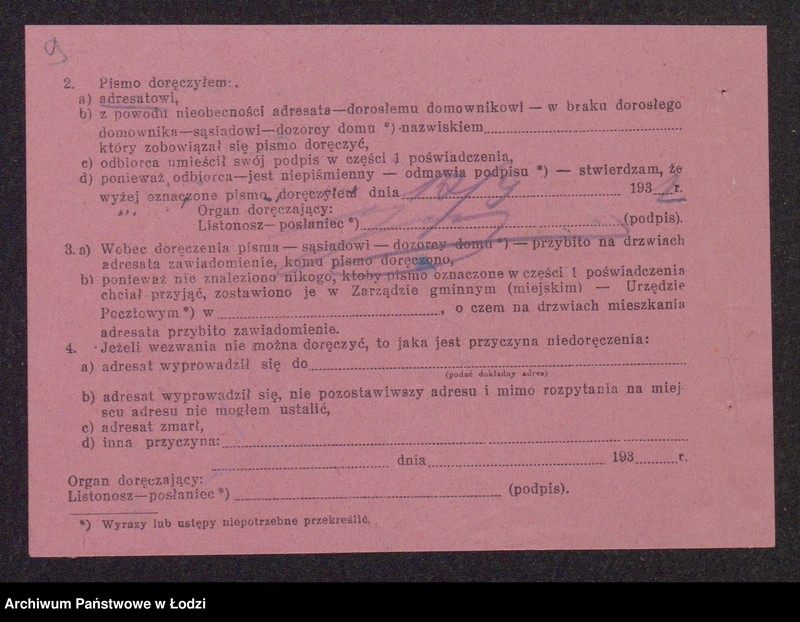 9
2. Pismo doręczyłem:
a) adresatowi,
b) z powodu nieobecności adresata—dorosłemu domownikowi — w braku dorosłego
domownika—sąsiadowi—dozorcy domu *) nazwiskiem
który zobowiązał się pismo doręczyć,
c) odbiorca umieścił swój podpis w części 1 poświadczenia,
d) ponieważ odbiorca—jest niepiśmienny — odmawia podpisu *) — stwierdzam, że
wyżej oznaczone pismo doręczyłem dnia 193 r.
Organ doręczający:
Listonosz—posłaniec *) (podpis).
3. a) Wobec doręczenia pisma — sąsiadowi — dozorcy domu *) — przybito na drzwiach
adresata zawiadomienie, komu pismo doręczono,
b) ponieważ nie znaleziono nikogo, ktoby pismo oznaczone w części 1 poświadczenia
chciał przyjąć, zostawiono je w Zarządzie gminnym (miejskim) — Urzędzie
Pocztowym *) w , o czem na drzwiach mieszkania
adresata przybito zawiadomienie.
4. Jeżeli wezwania nie można doręczyć, to jaka jest przyczyna niedoręczenia:
a) adresat wyprowadził się do
(podać dokładny adres)
b) adresat wyprowadził się, nie pozostawiwszy adresu i mimo rozpytania na miej-
scu adresu nie mogłem ustalić,
c) adresat zmarł,
d) inna przyczyna:
dnia 193 r.
Organ doręczający:
Listonosz—posłaniec *) (podpis).
*) Wyrazy lub ustępy niepotrzebne przekreślić.
Archiwum Państwowe w Łodzi